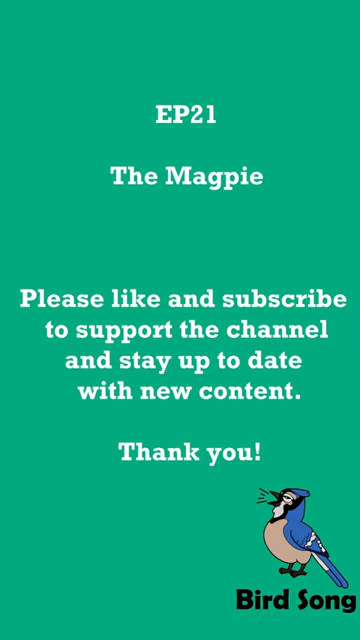 EP21
The Magpie
Please like and subscribe
to support the channel
and stay up to date
with new content.
Thank you!
Bird Song